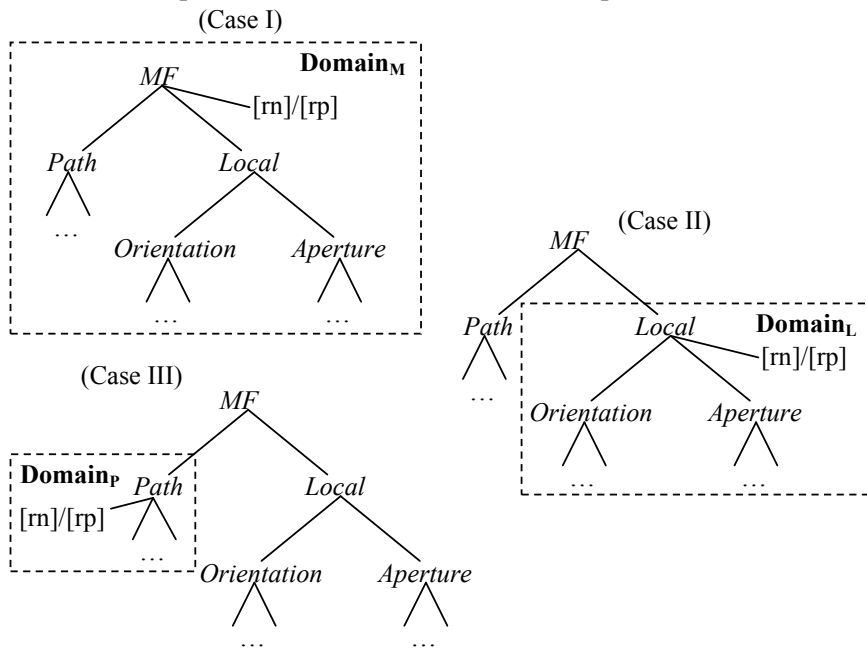 (Case I)
Domain_M
MF
[rn]/[rp]
Path
Local
…
Orientation
Aperture
…
…
(Case II)
MF
Path
Local
Domain_L
[rn]/[rp]
…
Orientation
Aperture
…
…
(Case III)
MF
Domain_P
Path
Local
[rn]/[rp]
…
Orientation
Aperture
…
…